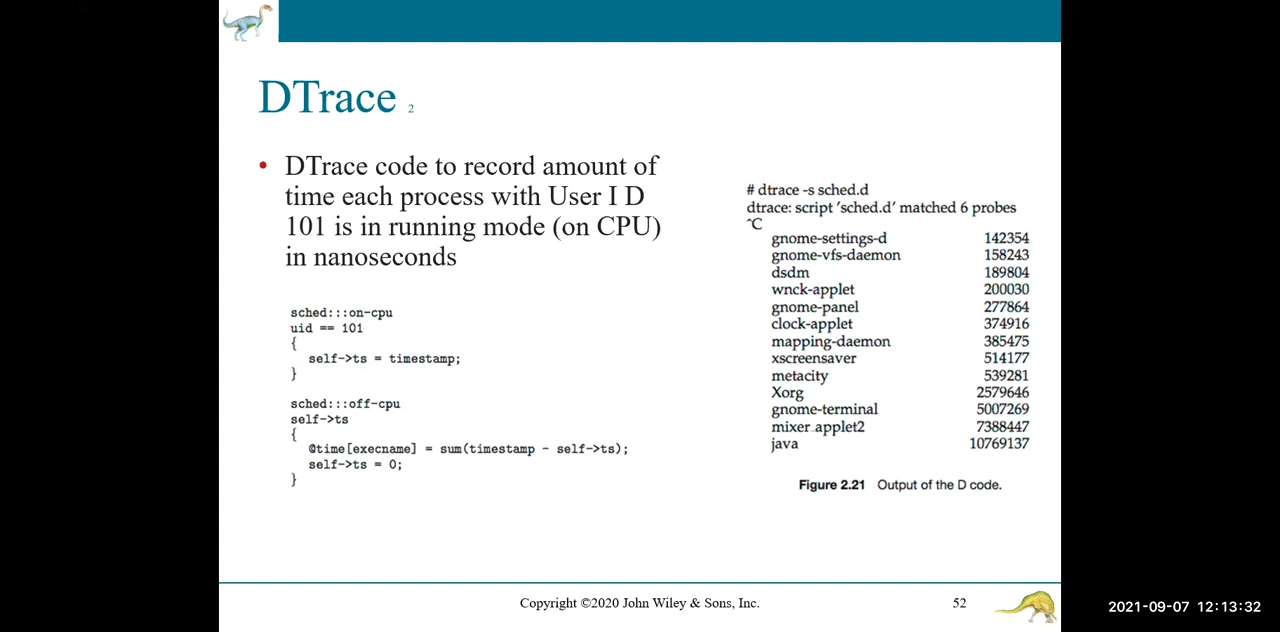 DTrace 2
• DTrace code to record amount of
time each process with User I D
101 is in running mode (on CPU)
in nanoseconds
sched:::on-cpu
uid == 101
{
self->ts = timestamp;
}
sched:::off-cpu
self->ts
{
@time[execname] = sum(timestamp - self->ts);
self->ts = 0;
}
# dtrace -s sched.d
dtrace: script 'sched.d' matched 6 probes
^C
gnome-settings-d 142354
gnome-vfs-daemon 158243
dsdm 189804
wnck-applet 200030
gnome-panel 277864
clock-applet 374916
mapping-daemon 385475
xscreensaver 514177
metacity 539281
Xorg 2579646
gnome-terminal 5007269
mixer_applet2 7388447
java 10769137
Figure 2.21 Output of the D code.
Copyright ©2020 John Wiley & Sons, Inc.
52
2021-09-07 12:13:32